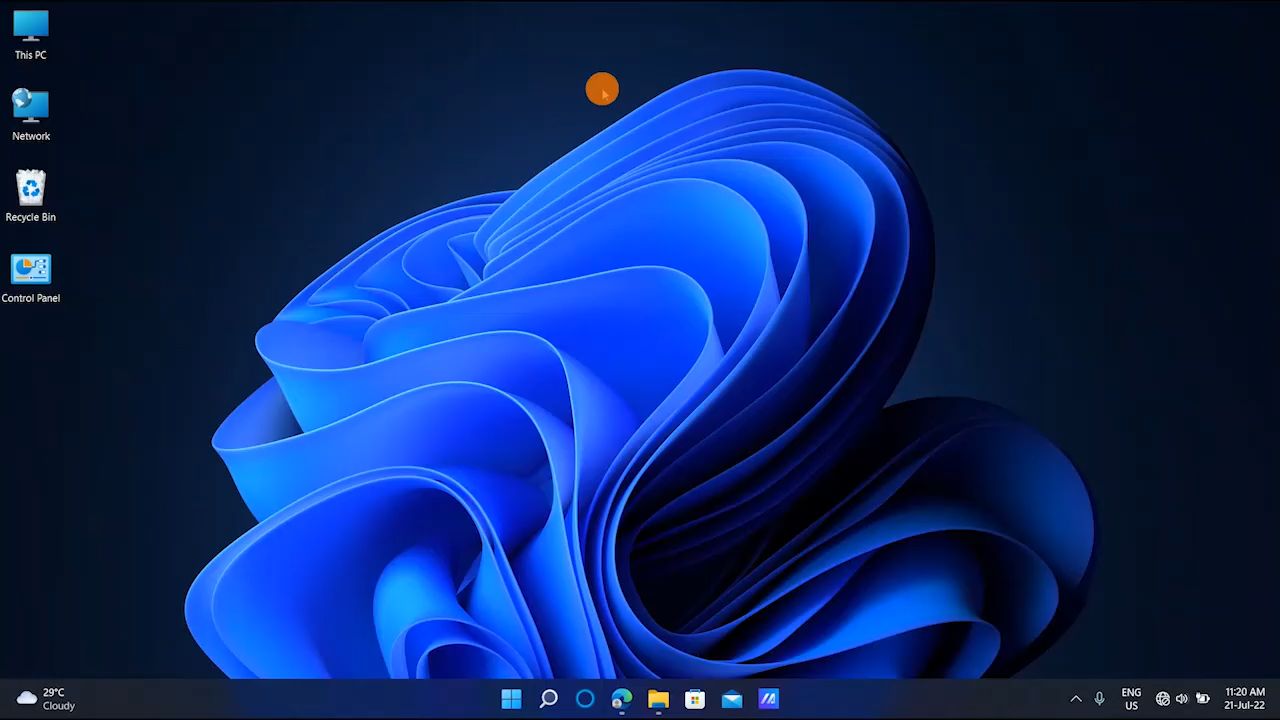 This PC
Network
Recycle Bin
Control Panel
29°C
Cloudy
ENG
US
11:20 AM
21-Jul-22